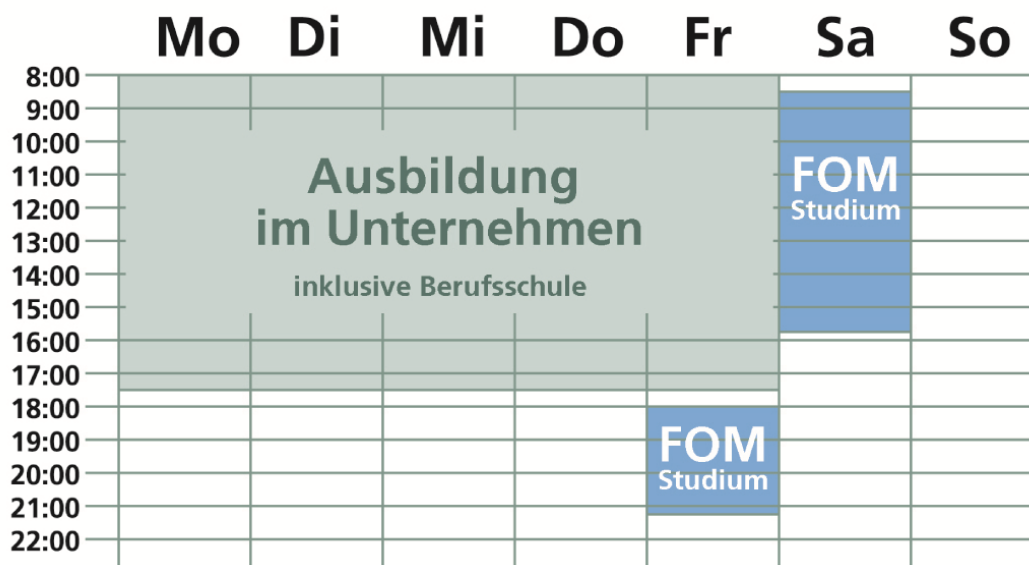 Mo Di Mi Do Fr Sa So
8:00
9:00
10:00
11:00
12:00
13:00
14:00
15:00
16:00
17:00
18:00
19:00
20:00
21:00
22:00
Ausbildung
im Unternehmen
inklusive Berufsschule
FOM
Studium
FOM
Studium